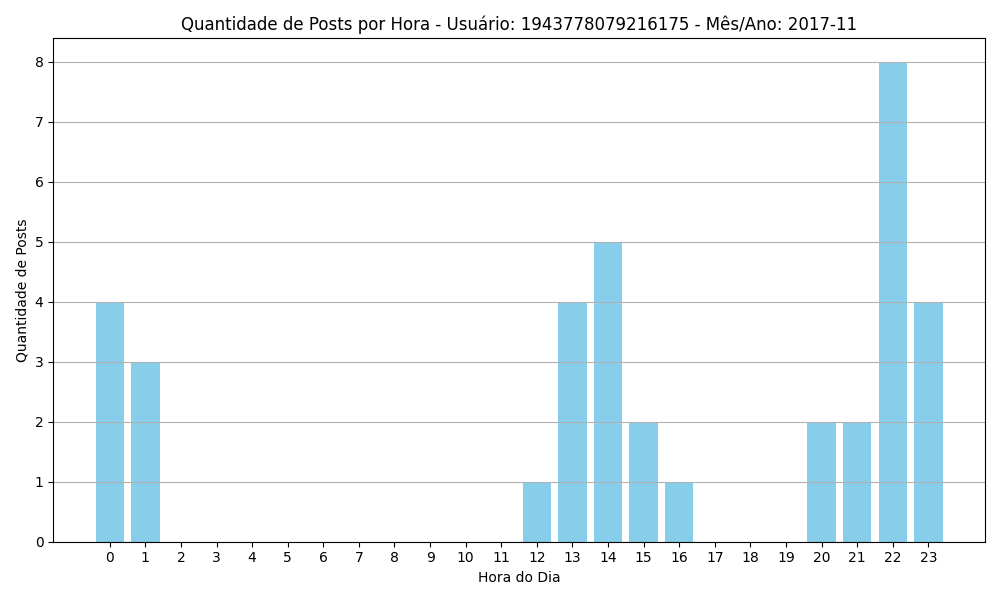 Quantidade de Posts por Hora - Usuário: 1943778079216175 - Mês/Ano: 2017-11
Quantidade de Posts
8
7
6
5
4
3
2
1
0
0 1 2 3 4 5 6 7 8 9 10 11 12 13 14 15 16 17 18 19 20 21 22 23
Hora do Dia